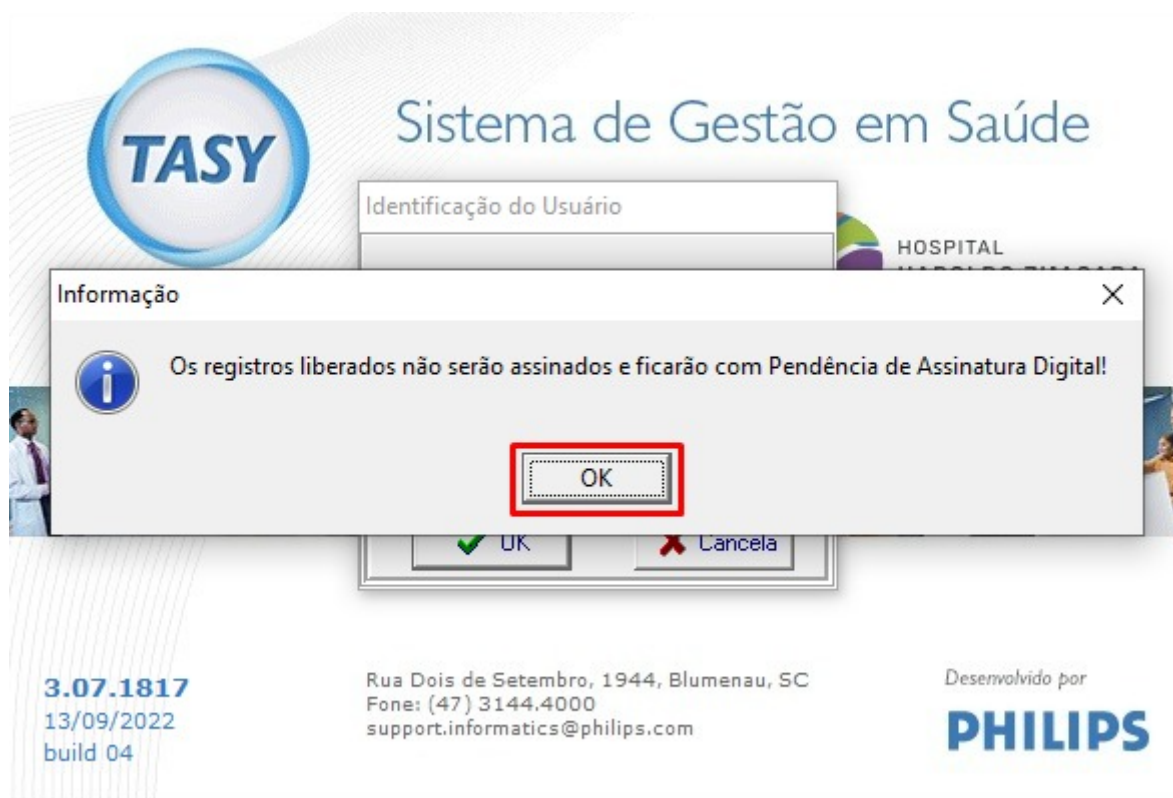 TASY
Sistema de Gestão em Saúde
Identificação do Usuário
HOSPITAL
Informação
Os registros liberados não serão assinados e ficarão com Pendência de Assinatura Digital!
OK
OK
Cancela
3.07.1817
13/09/2022
build 04
Rua Dois de Setembro, 1944, Blumenau, SC
Fone: (47) 3144.4000
support.informatics@philips.com
Desenvolvido por
PHILIPS